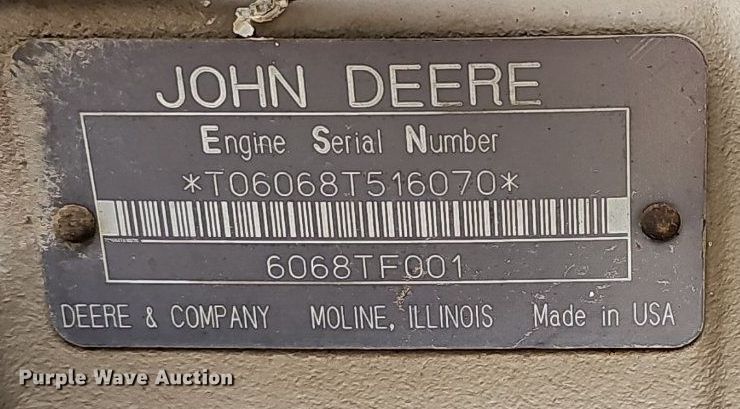 JOHN DEERE
Engine Serial Number
*T06068T516070*
6068TF001
DEERE & COMPANY MOLINE, ILLINOIS Made in USA
Purple Wave Auction